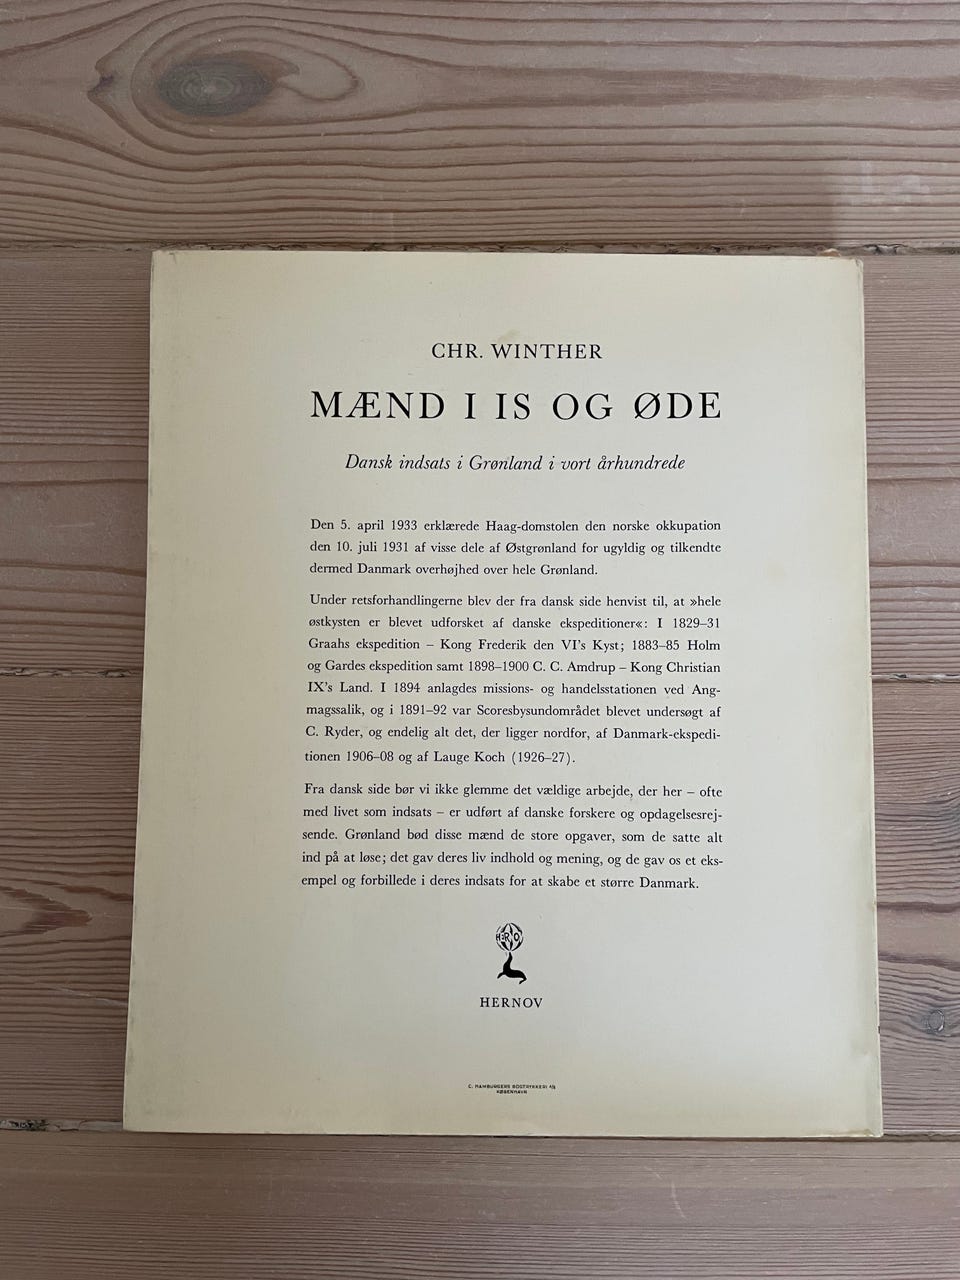 CHR. WINTHER
MÆND I IS OG ØDE
Dansk indsats i Grønland i vort århundrede
Den 5. april 1933 erklærede Haag-domstolen den norske okkupation
den 10. juli 1931 af visse dele af Østgrønland for ugyldig og tilkendte
dermed Danmark overhøjhed over hele Grønland.
Under retsforhandlingerne blev der fra dansk side henvist til, at »hele
østkysten er blevet udforsket af danske ekspeditioner«: I 1829–31
Graahs ekspedition – Kong Frederik den VI's Kyst; 1883–85 Holm
og Gardes ekspedition samt 1898–1900 C. C. Amdrup – Kong Christian
IX's Land. I 1894 anlagdes missions- og handelsstationen ved Ang-
magssalik, og i 1891–92 var Scoresbysundområdet blevet undersøgt af
C. Ryder, og endelig alt det, der ligger nordfor, af Danmark-ekspedi-
tionen 1906–08 og af Lauge Koch (1926–27).
Fra dansk side bør vi ikke glemme det vældige arbejde, der her – ofte
med livet som indsats – er udført af danske forskere og opdagelsesrej-
sende. Grønland bød disse mænd de store opgaver, som de satte alt
ind på at løse; det gav deres liv indhold og mening, og de gav os et eks-
empel og forbillede i deres indsats for at skabe et større Danmark.
HERNOV
C. HAMBURGERS BOGTRYKKERI A/S
KØBENHAVN